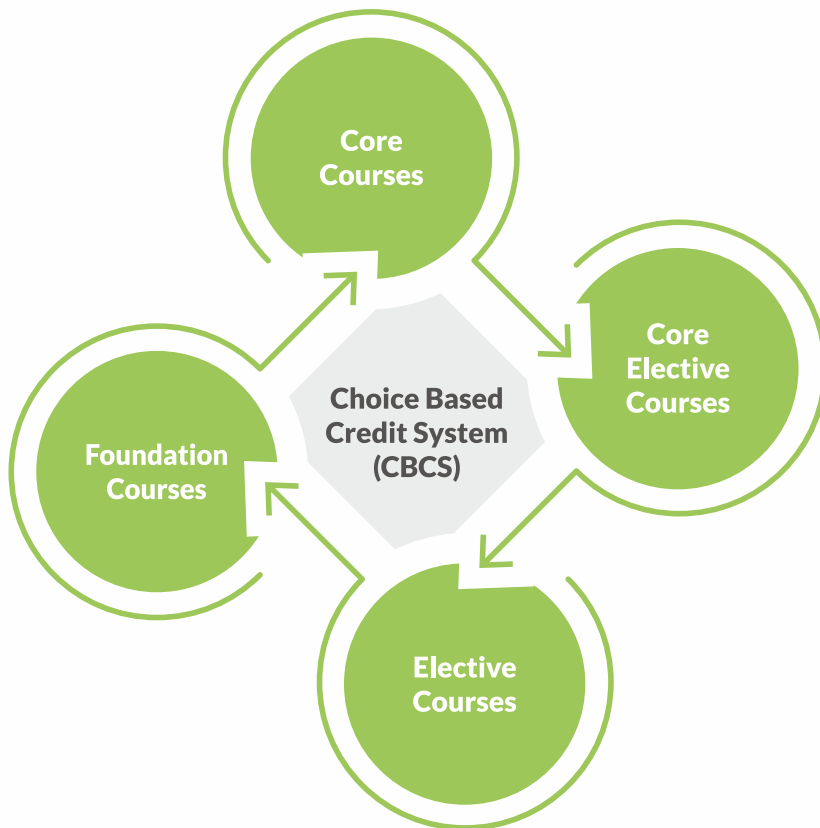 Core
Courses
Core
Elective
Courses
Choice Based
Credit System
(CBCS)
Foundation
Courses
Elective
Courses